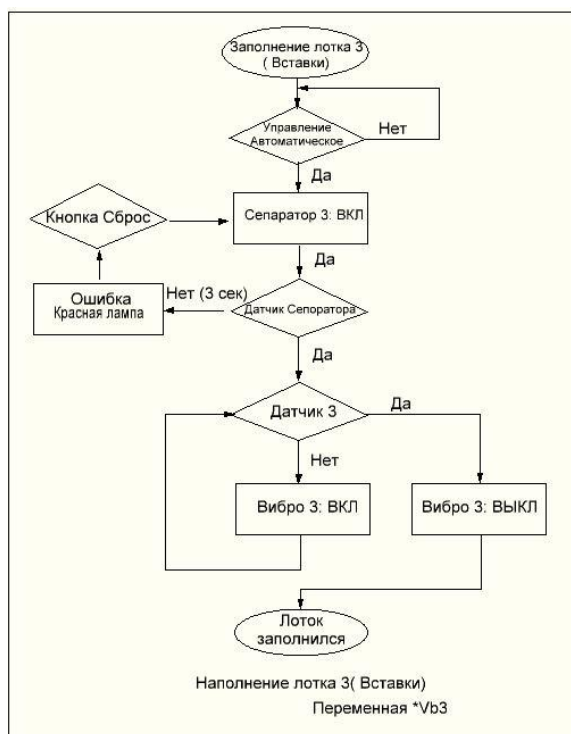 Заполнение лотка 3
( Вставки)
Управление
Автоматическое
Нет
Да
Кнопка Сброс
Сепаратор 3: ВКЛ
Да
Ошибка
Красная лампа
Нет (3 сек)
Датчик Сепоратора
Да
Датчик 3
Да
Нет
Вибро 3: ВКЛ
Вибро 3: ВЫКЛ
Лоток
заполнился
Наполнение лотка 3( Вставки)
Переменная *Vb3